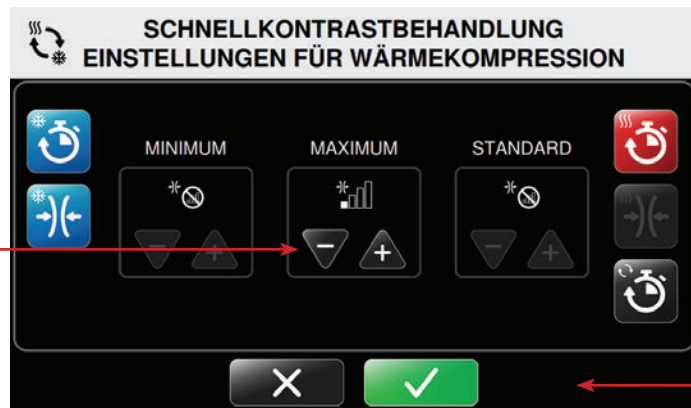 SCHNELLKONTRASTBEHANDLUNG
EINSTELLUNGEN FÜR WÄRMEKOMPRESSION
MINIMUM MAXIMUM STANDARD